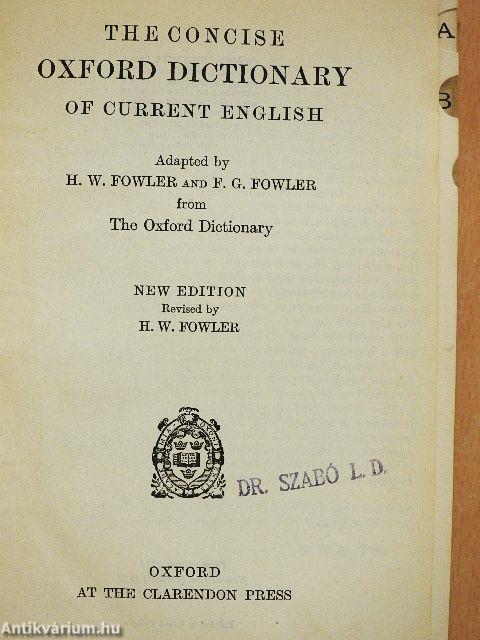 THE CONCISE
OXFORD DICTIONARY
OF CURRENT ENGLISH
Adapted by
H. W. FOWLER AND F. G. FOWLER
from
The Oxford Dictionary
NEW EDITION
Revised by
H. W. FOWLER
DR. SZABÓ L. D.
OXFORD
AT THE CLARENDON PRESS
A
B
Antikvárium.hu